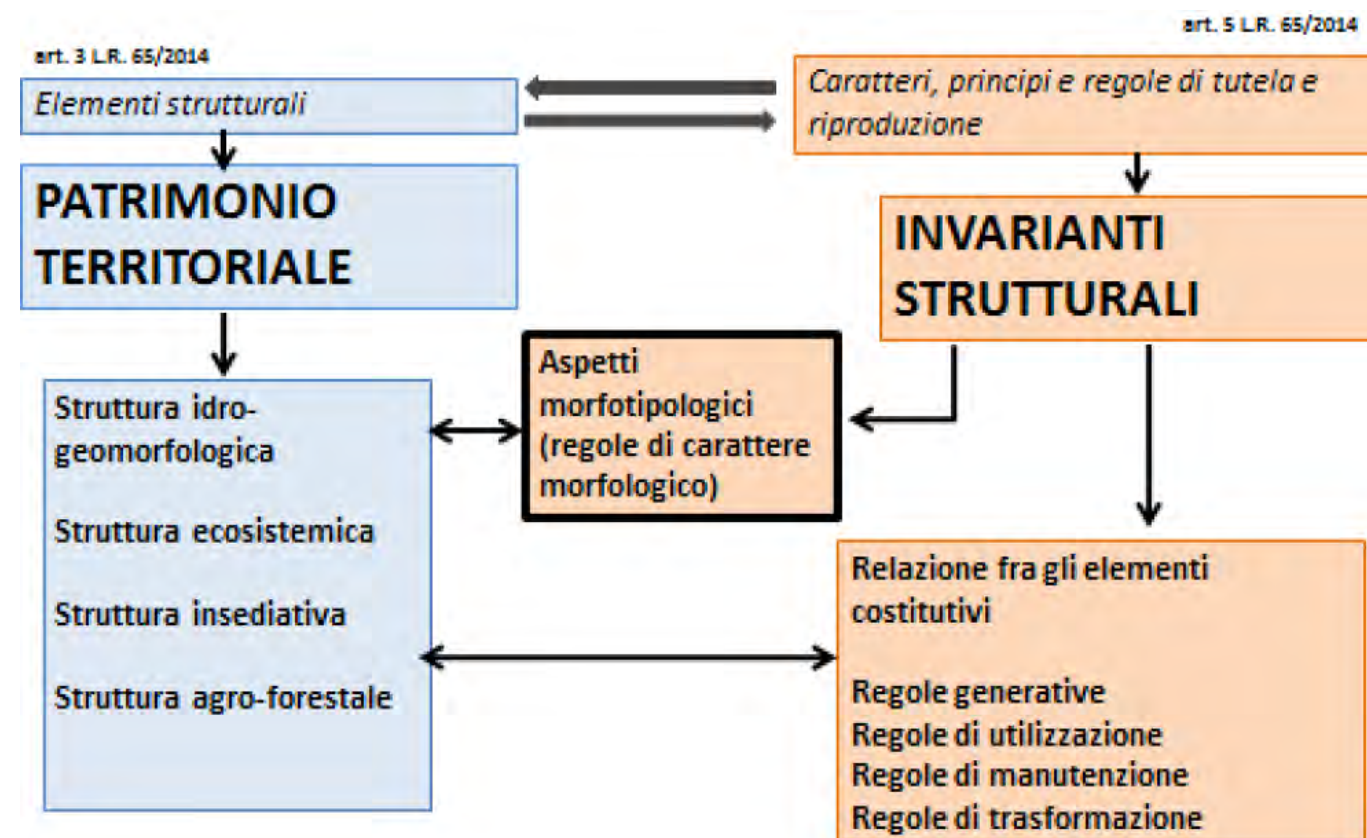 art. 3 L.R. 65/2014
Elementi strutturali
PATRIMONIO
TERRITORIALE
Struttura idro-
geomorfologica
Struttura ecosistemica
Struttura insediativa
Struttura agro-forestale
Aspetti
morfotipologici
(regole di carattere
morfologico)
art. 5 L.R. 65/2014
Caratteri, principi e regole di tutela e
riproduzione
INVARIANTI
STRUTTURALI
Relazione fra gli elementi
costitutivi
Regole generative
Regole di utilizzazione
Regole di manutenzione
Regole di trasformazione